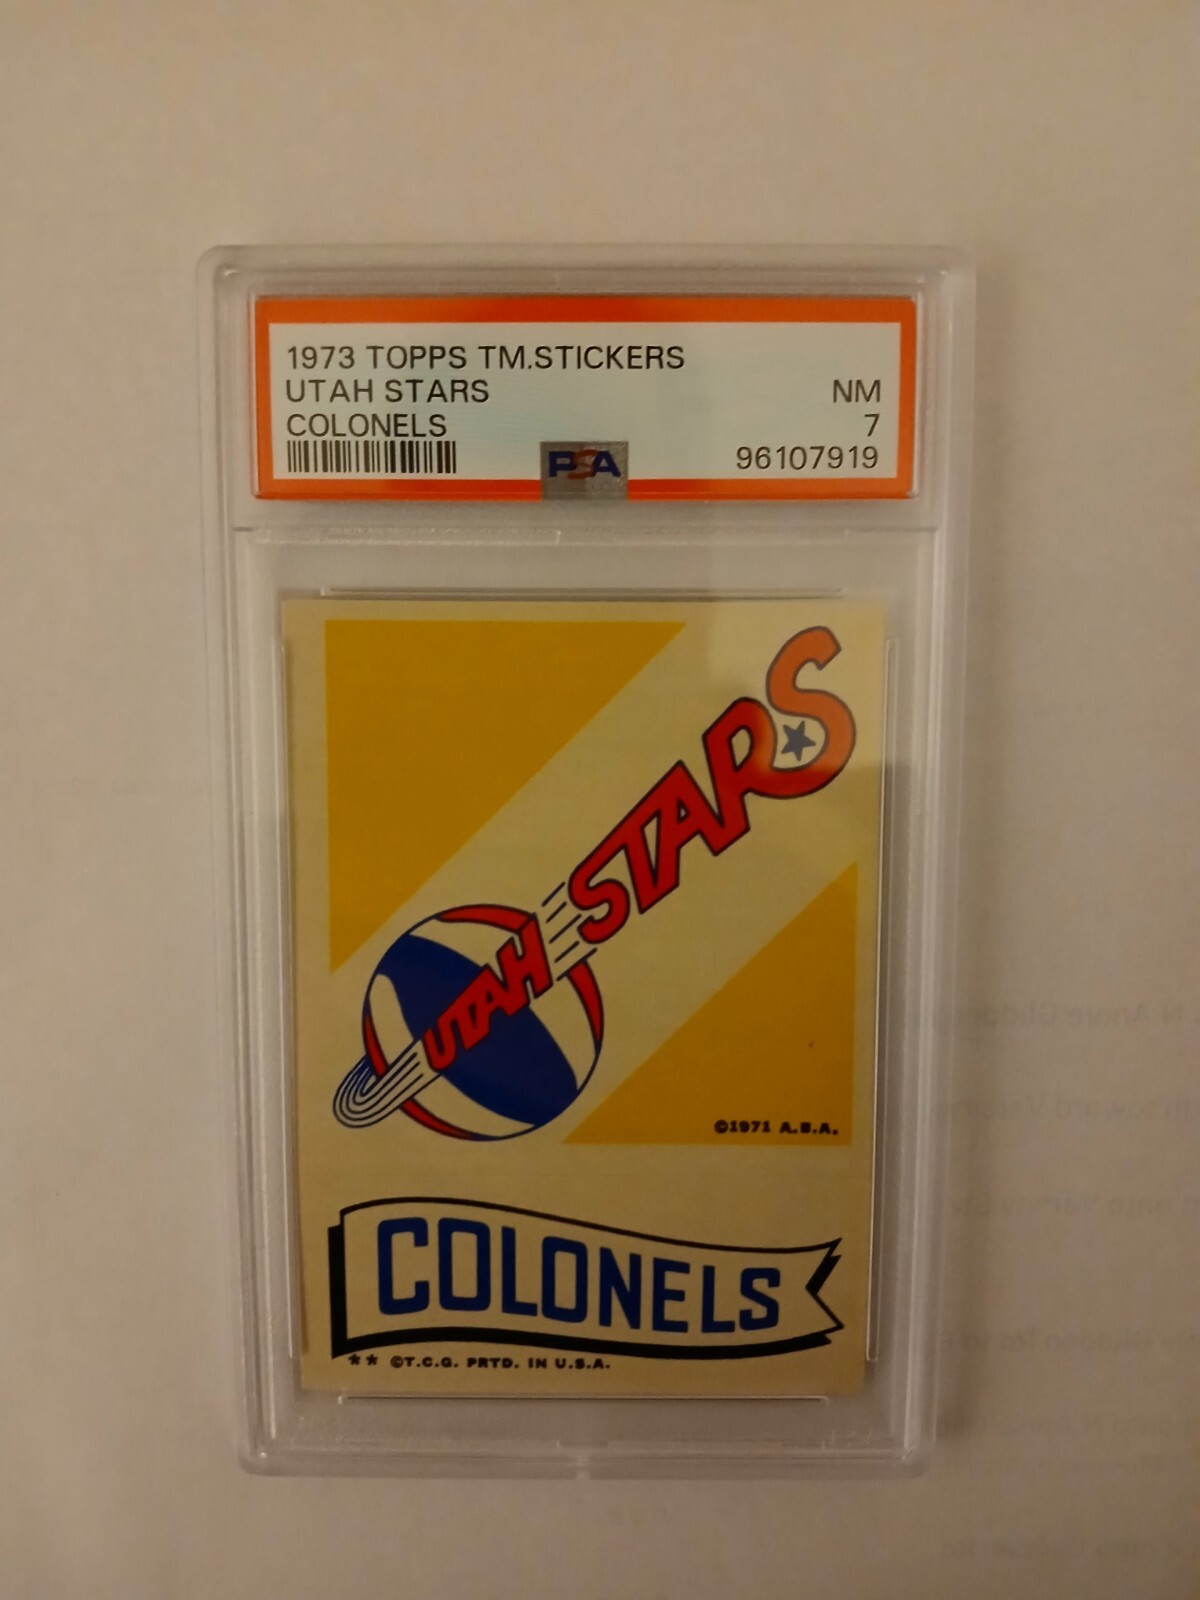 1973 TOPPS TM.STICKERS
UTAH STARS NM
COLONELS 7
PSA 96107919
STARS
UTAH
©1971 A.B.A.
COLONELS
** ©T.C.G. PRTD. IN U.S.A.